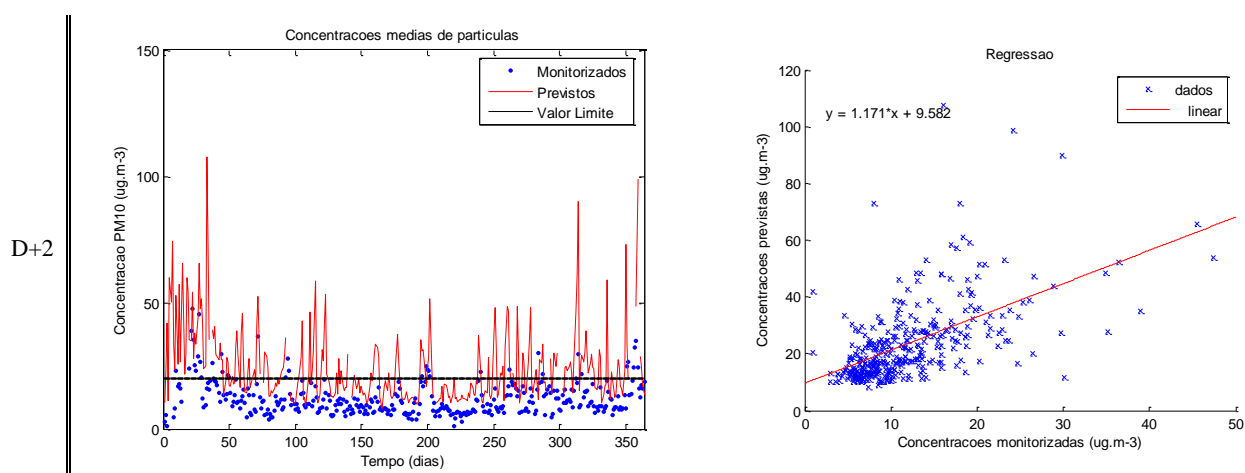 D+2
Concentracoes medias de particulas
150
100
50
0
Concentracao PM10 (ug.m-3)
Monitorizados
Previstos
Valor Limite
0 50 100 150 200 250 300 350
Tempo (dias)
Regressao
120
100
80
60
40
20
0
Concentracoes previstas (ug.m-3)
y = 1.171*x + 9.582
dados
linear
0 10 20 30 40 50
Concentracoes monitorizadas (ug.m-3)